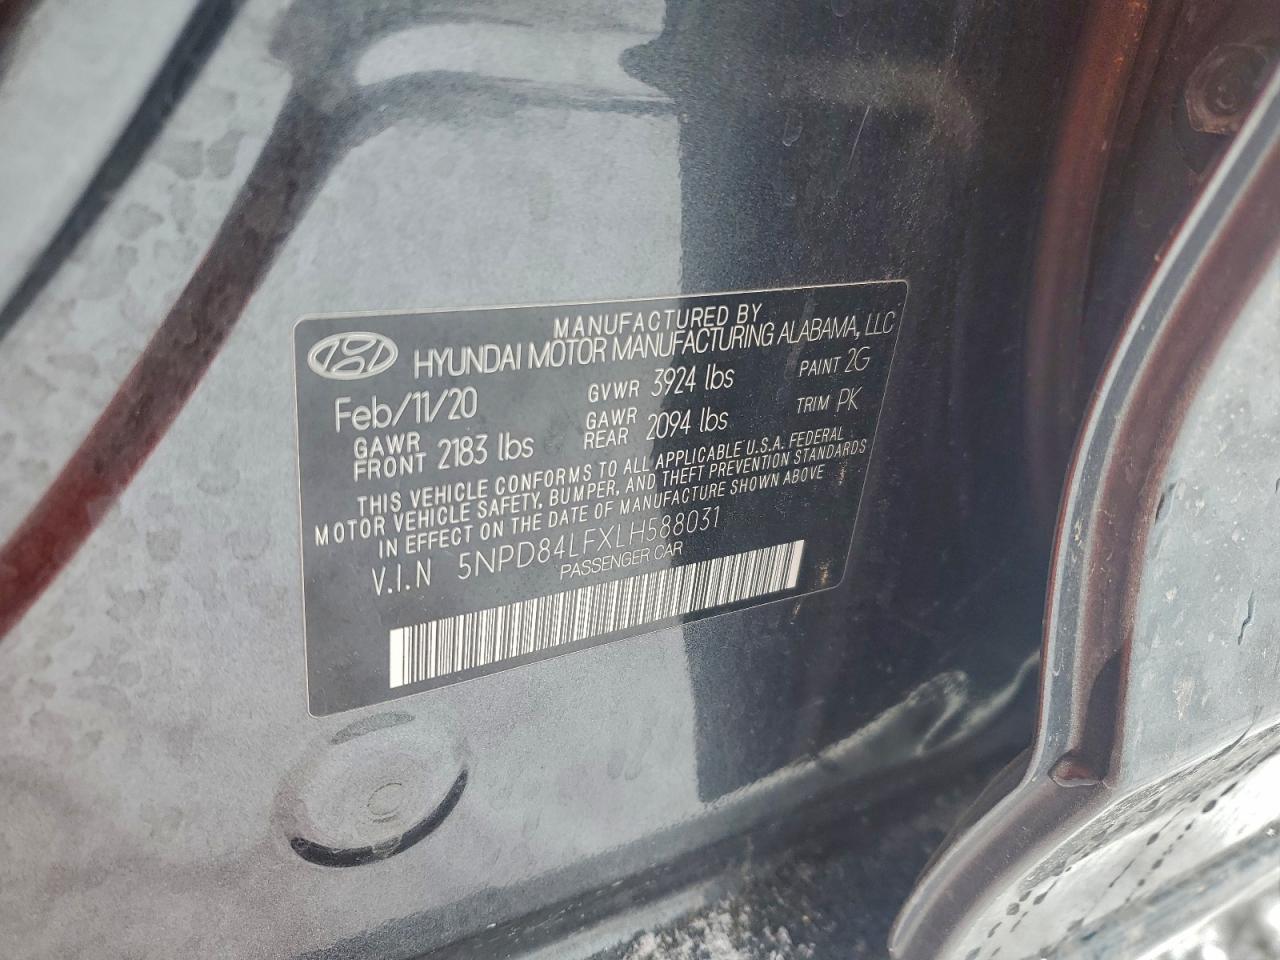 MANUFACTURED BY
HYUNDAI MOTOR MANUFACTURING ALABAMA, LLC
Feb/11/20 GVWR 3924 lbs PAINT 2G
GAWR FRONT 2183 lbs GAWR REAR 2094 lbs TRIM PK
THIS VEHICLE CONFORMS TO ALL APPLICABLE U.S.A. FEDERAL
MOTOR VEHICLE SAFETY, BUMPER, AND THEFT PREVENTION STANDARDS
IN EFFECT ON THE DATE OF MANUFACTURE SHOWN ABOVE
V.I.N 5NPD84LFXLH588031
PASSENGER CAR